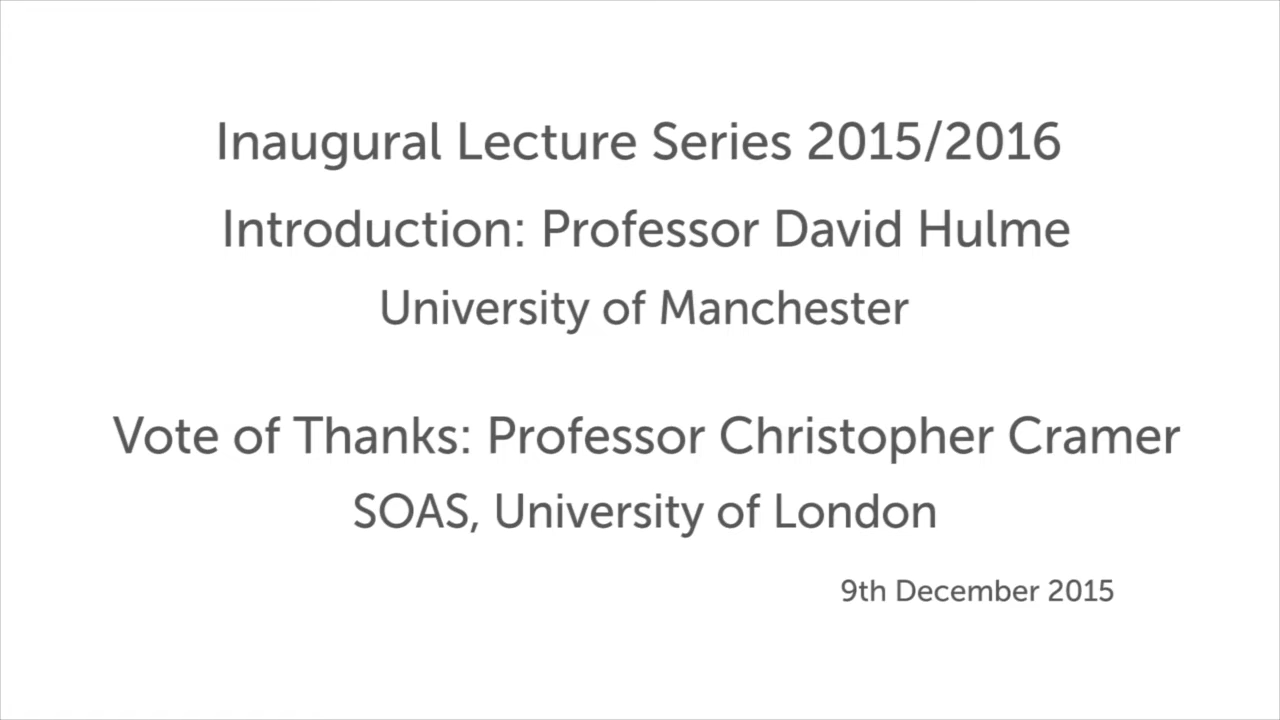 Inaugural Lecture Series 2015/2016
Introduction: Professor David Hulme
University of Manchester
Vote of Thanks: Professor Christopher Cramer
SOAS, University of London
9th December 2015